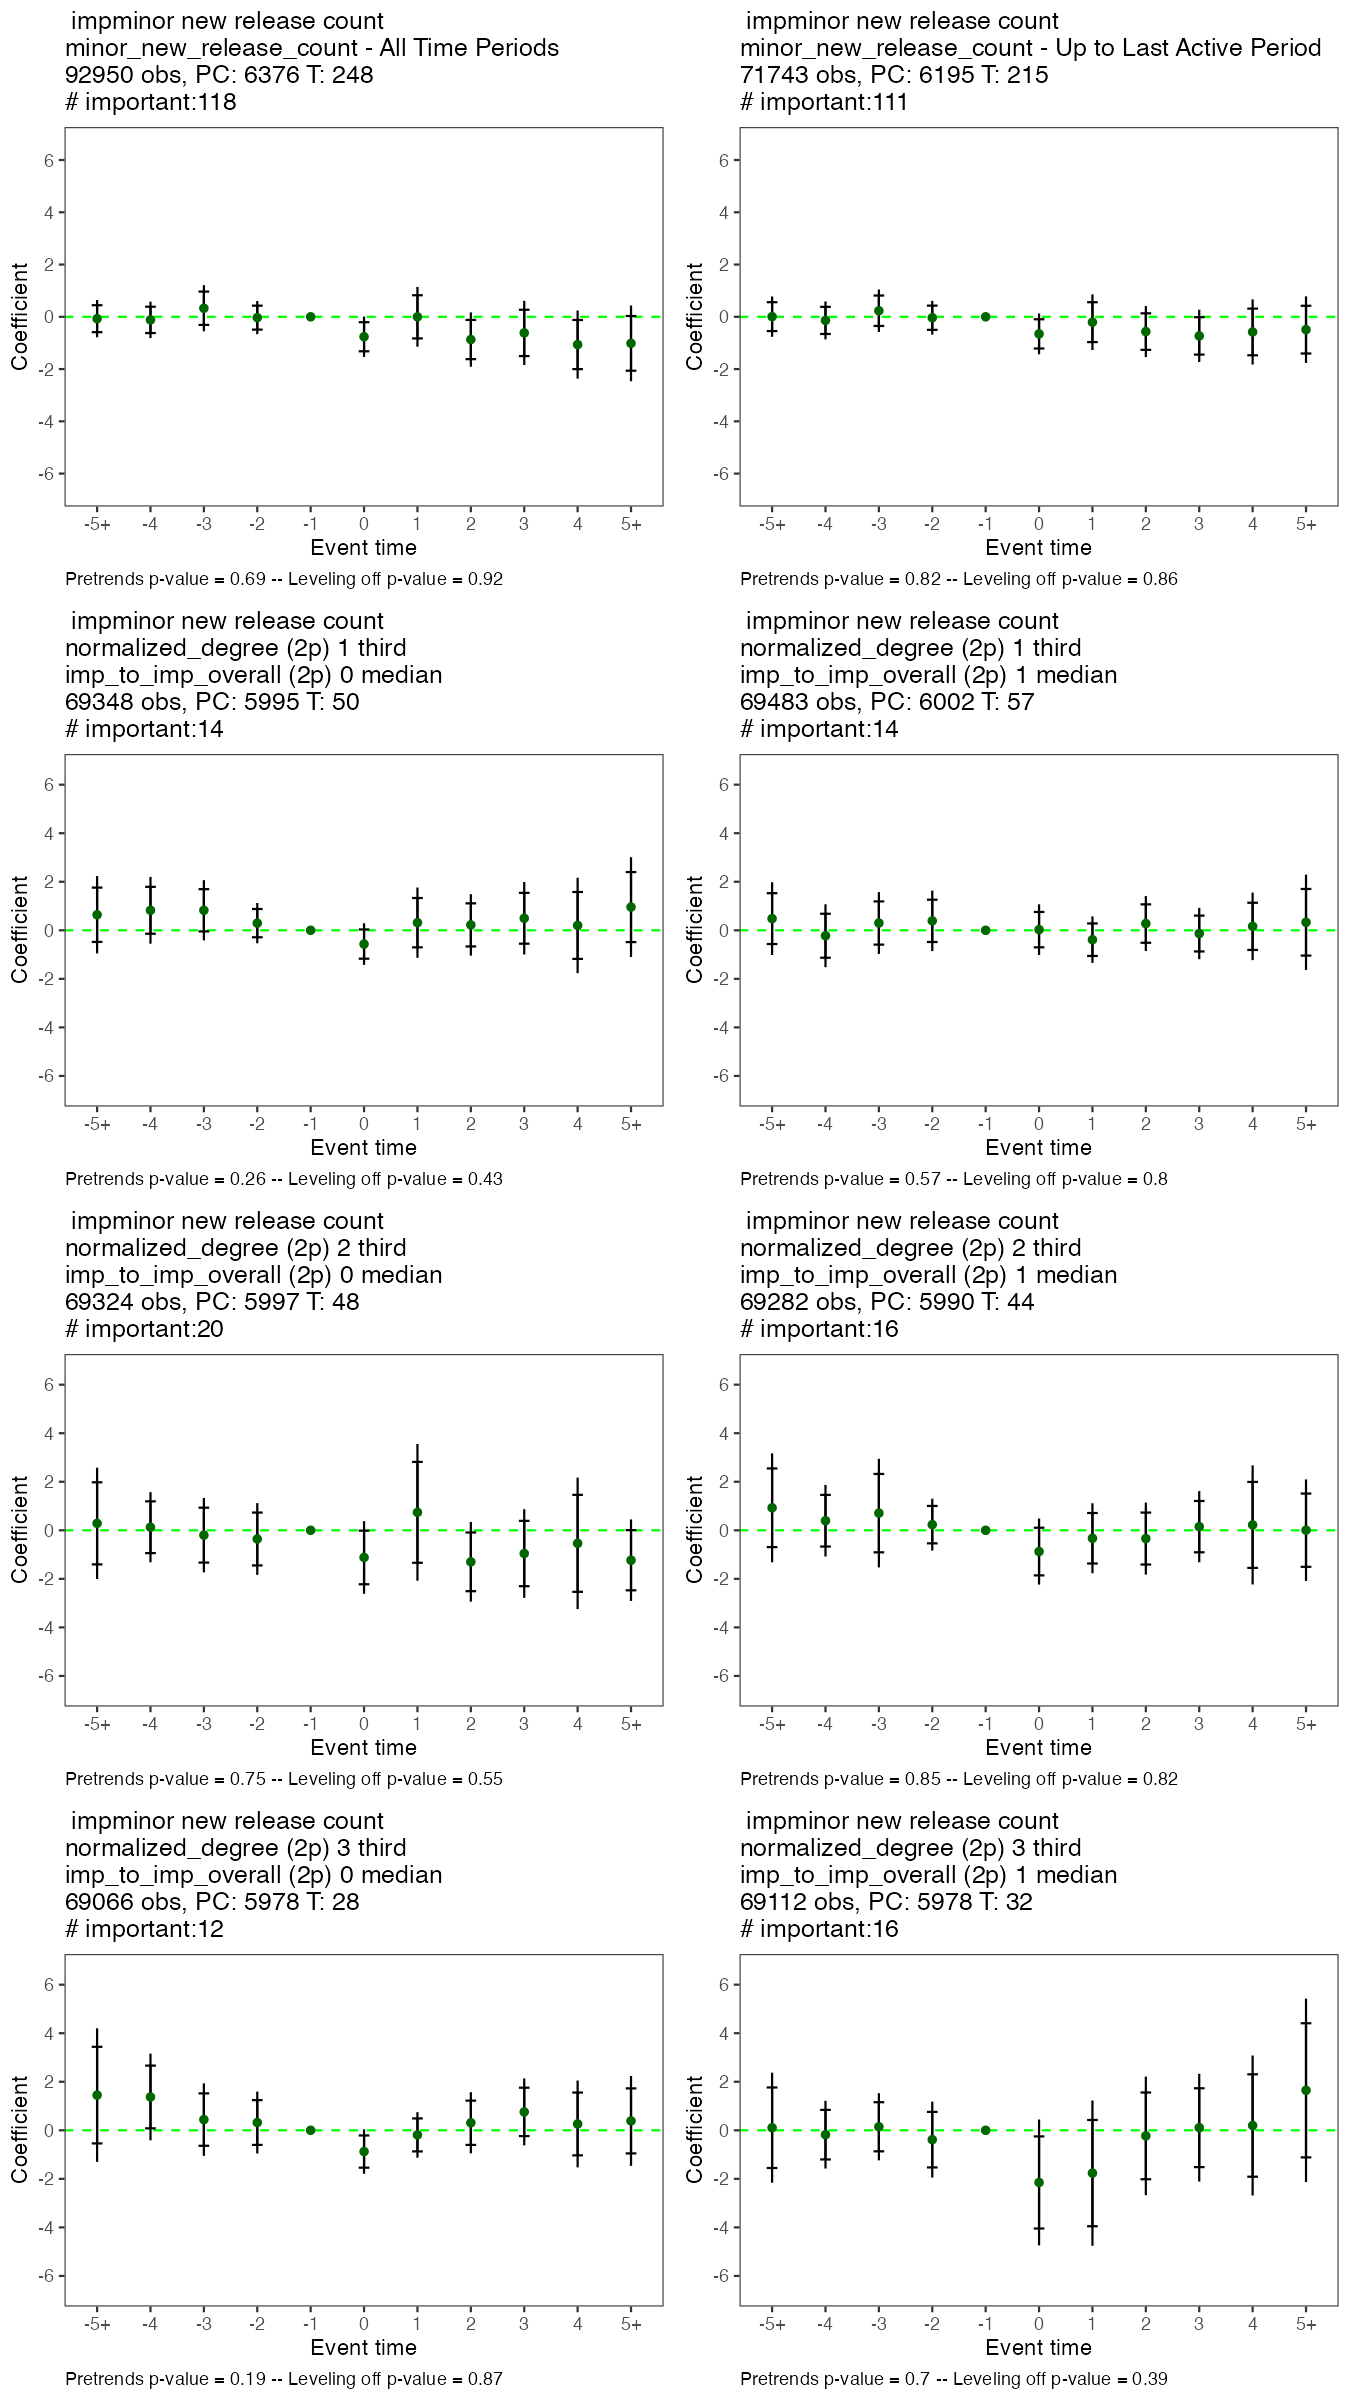 impminor new release count
minor_new_release_count - All Time Periods
92950 obs, PC: 6376 T: 248
# important:118
6
4
2
0
-2
-4
-6
Coefficient
-5+ -4 -3 -2 -1 0 1 2 3 4 5+
Event time
Pretrends p-value = 0.69 -- Leveling off p-value = 0.92
impminor new release count
minor_new_release_count - Up to Last Active Period
71743 obs, PC: 6195 T: 215
# important:111
6
4
2
0
-2
-4
-6
Coefficient
-5+ -4 -3 -2 -1 0 1 2 3 4 5+
Event time
Pretrends p-value = 0.82 -- Leveling off p-value = 0.86
impminor new release count
normalized_degree (2p) 1 third
imp_to_imp_overall (2p) 0 median
69348 obs, PC: 5995 T: 50
# important:14
6
4
2
0
-2
-4
-6
Coefficient
-5+ -4 -3 -2 -1 0 1 2 3 4 5+
Event time
Pretrends p-value = 0.26 -- Leveling off p-value = 0.43
impminor new release count
normalized_degree (2p) 1 third
imp_to_imp_overall (2p) 1 median
69483 obs, PC: 6002 T: 57
# important:14
6
4
2
0
-2
-4
-6
Coefficient
-5+ -4 -3 -2 -1 0 1 2 3 4 5+
Event time
Pretrends p-value = 0.57 -- Leveling off p-value = 0.8
impminor new release count
normalized_degree (2p) 2 third
imp_to_imp_overall (2p) 0 median
69324 obs, PC: 5997 T: 48
# important:20
6
4
2
0
-2
-4
-6
Coefficient
-5+ -4 -3 -2 -1 0 1 2 3 4 5+
Event time
Pretrends p-value = 0.75 -- Leveling off p-value = 0.55
impminor new release count
normalized_degree (2p) 2 third
imp_to_imp_overall (2p) 1 median
69282 obs, PC: 5990 T: 44
# important:16
6
4
2
0
-2
-4
-6
Coefficient
-5+ -4 -3 -2 -1 0 1 2 3 4 5+
Event time
Pretrends p-value = 0.85 -- Leveling off p-value = 0.82
impminor new release count
normalized_degree (2p) 3 third
imp_to_imp_overall (2p) 0 median
69066 obs, PC: 5978 T: 28
# important:12
6
4
2
0
-2
-4
-6
Coefficient
-5+ -4 -3 -2 -1 0 1 2 3 4 5+
Event time
Pretrends p-value = 0.19 -- Leveling off p-value = 0.87
impminor new release count
normalized_degree (2p) 3 third
imp_to_imp_overall (2p) 1 median
69112 obs, PC: 5978 T: 32
# important:16
6
4
2
0
-2
-4
-6
Coefficient
-5+ -4 -3 -2 -1 0 1 2 3 4 5+
Event time
Pretrends p-value = 0.7 -- Leveling off p-value = 0.39